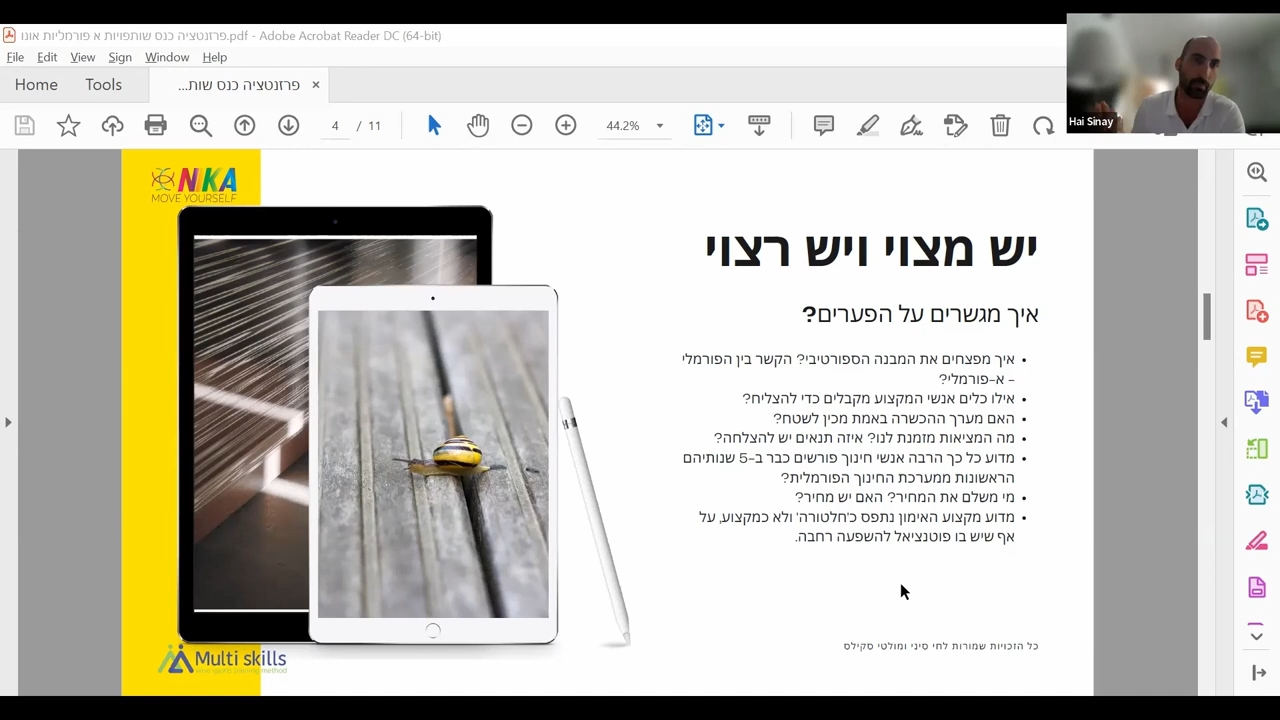 פרזנטציה כנס שותפויות א פורמליות אונו.pdf - Adobe Acrobat Reader DC (64-bit)
File Edit View Sign Window Help
Home Tools פרזנטציה כנס שות... ×
4 / 11 44.2%
Hai Sinay
NIKA
MOVE YOURSELF
יש מצוי ויש רצוי
איך מגשרים על הפערים?
• איך מפצחים את המבנה הספורטיבי? הקשר בין הפורמלי
- א-פורמלי?
• אילו כלים אנשי המקצוע מקבלים כדי להצליח?
• האם מערך ההכשרה באמת מכין לשטח?
• מה המציאות מזמנת לנו? איזה תנאים יש להצלחה?
• מדוע כל כך הרבה אנשי חינוך פורשים כבר ב-5 שנותיהם
הראשונות ממערכת החינוך הפורמלית?
• מי משלם את המחיר? האם יש מחיר?
• מדוע מקצוע האימון נתפס כ'חלטורה' ולא כמקצוע, על
אף שיש בו פוטנציאל להשפעה רחבה.
Multi skills
כל הזכויות שמורות לחי סיני ומולטי סקילס